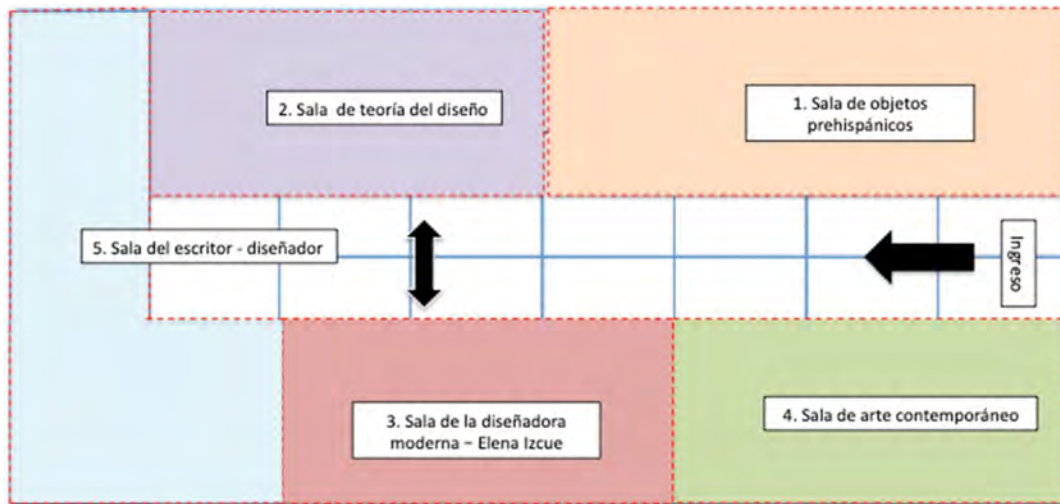 2. Sala de teoría del diseño
1. Sala de objetos
prehispánicos
5. Sala del escritor - diseñador
Ingreso
3. Sala de la diseñadora
moderna – Elena Izcue
4. Sala de arte contemporáneo